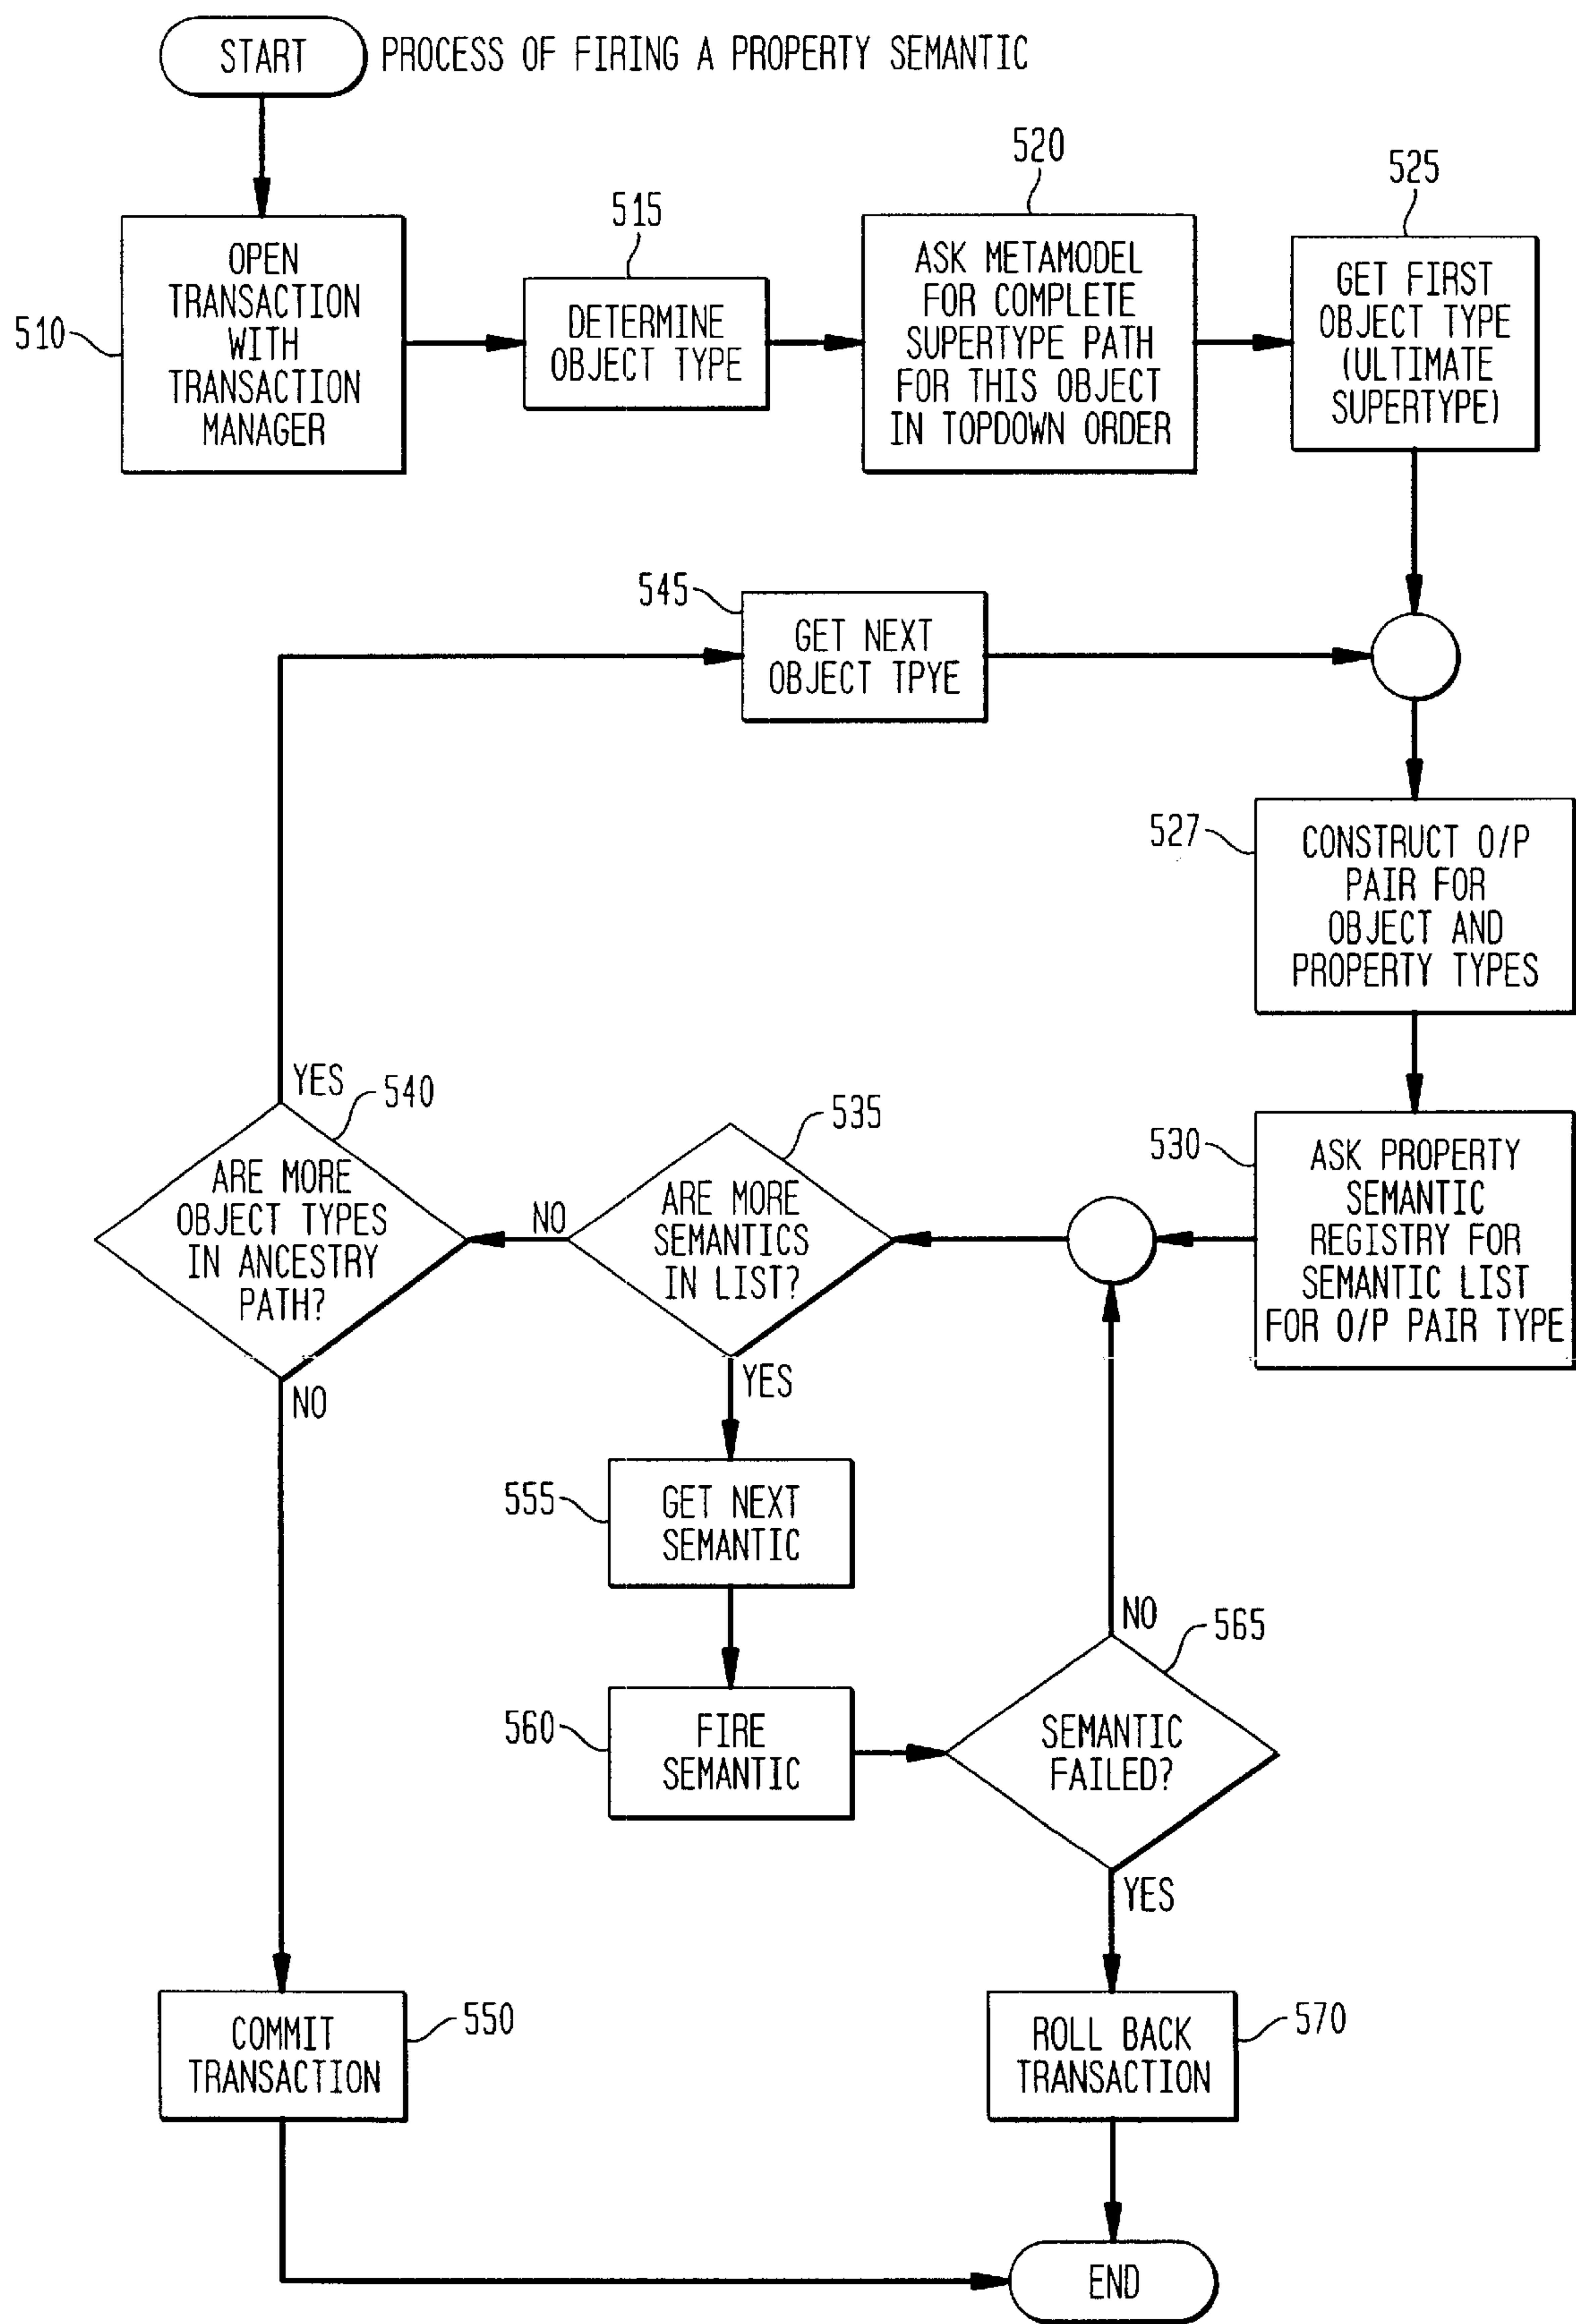 START
PROCESS OF FIRING A PROPERTY SEMANTIC
510
OPEN
TRANSACTION
WITH
TRANSACTION
MANAGER
515
DETERMINE
OBJECT TYPE
520
ASK METAMODEL
FOR COMPLETE
SUPERTYPE PATH
FOR THIS OBJECT
IN TOPDOWN ORDER
525
GET FIRST
OBJECT TYPE
(ULTIMATE
SUPERTYPE)
545
GET NEXT
OBJECT TPYE
527
CONSTRUCT O/P
PAIR FOR
OBJECT AND
PROPERTY TYPES
530
ASK PROPERTY
SEMANTIC
REGISTRY FOR
SEMANTIC LIST
FOR O/P PAIR TYPE
535
ARE MORE
SEMANTICS
IN LIST?
NO
YES
540
ARE MORE
OBJECT TYPES
IN ANCESTRY
PATH?
YES
NO
555
GET NEXT
SEMANTIC
560
FIRE
SEMANTIC
565
SEMANTIC
FAILED?
NO
YES
550
COMMIT
TRANSACTION
570
ROLL BACK
TRANSACTION
END